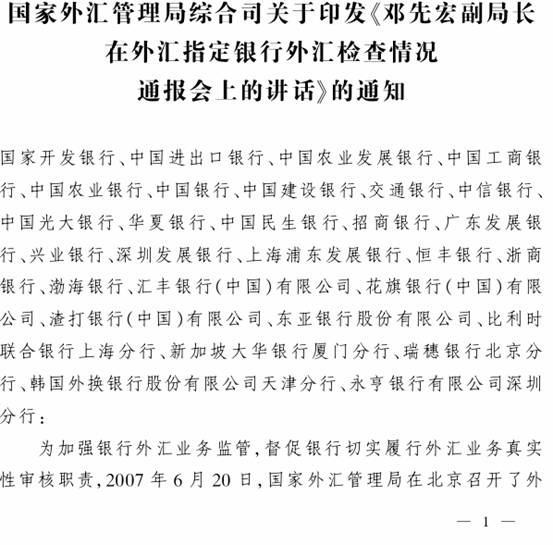 国家外汇管理局综合司关于印发《邓先宏副局长
在外汇指定银行外汇检查情况
通报会上的讲话》的通知
国家开发银行、中国进出口银行、中国农业发展银行、中国工商银
行、中国农业银行、中国银行、中国建设银行、交通银行、中信银行、
中国光大银行、华夏银行、中国民生银行、招商银行、广东发展银
行、兴业银行、深圳发展银行、上海浦东发展银行、恒丰银行、浙商
银行、渤海银行、汇丰银行(中国)有限公司、花旗银行(中国)有限
公司、渣打银行(中国)有限公司、东亚银行股份有限公司、比利时
联合银行上海分行、新加坡大华银行厦门分行、瑞穗银行北京分
行、韩国外换银行股份有限公司天津分行、永亨银行有限公司深圳
分行:
为加强银行外汇业务监管,督促银行切实履行外汇业务真实
性审核职责,2007 年 6 月 20 日,国家外汇管理局在北京召开了外
— 1 —